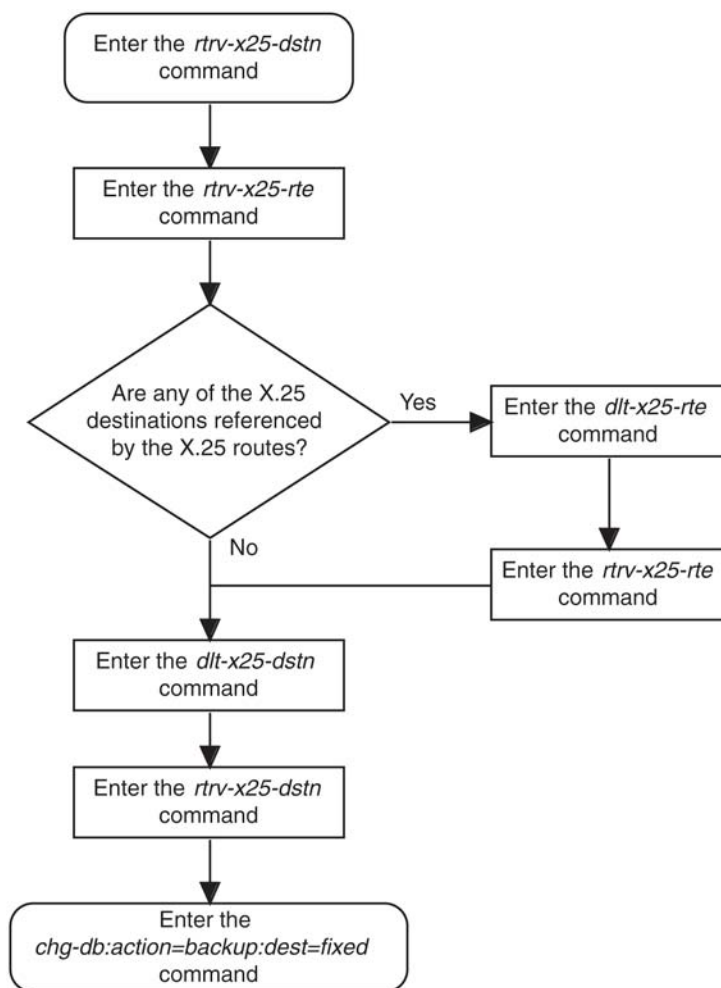 Enter the rtrv-x25-dstn
command
Enter the rtrv-x25-rte
command
Are any of the X.25
destinations referenced
by the X.25 routes?
Yes
Enter the dlt-x25-rte
command
No
Enter the rtrv-x25-rte
command
Enter the dlt-x25-dstn
command
Enter the rtrv-x25-dstn
command
Enter the
chg-db:action=backup:dest=fixed
command